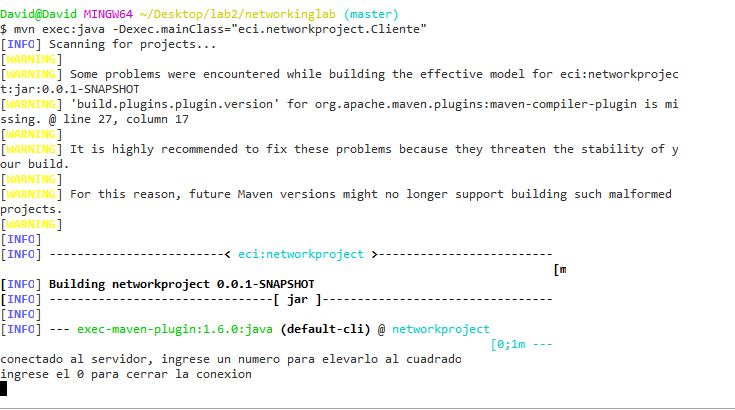 David@David MINGW64 ~/Desktop/lab2/networkinglab (master)
$ mvn exec:java -Dexec.mainClass="eci.networkproject.Cliente"
[INFO] Scanning for projects...
[WARNING]
[WARNING] Some problems were encountered while building the effective model for eci:networkprojec
t:jar:0.0.1-SNAPSHOT
[WARNING] 'build.plugins.plugin.version' for org.apache.maven.plugins:maven-compiler-plugin is mi
ssing. @ line 27, column 17
[WARNING]
[WARNING] It is highly recommended to fix these problems because they threaten the stability of y
our build.
[WARNING]
[WARNING] For this reason, future Maven versions might no longer support building such malformed
projects.
[WARNING]
[INFO]
[INFO] ------------------------< eci:networkproject >-------------------------
[m
[INFO] Building networkproject 0.0.1-SNAPSHOT
[INFO] --------------------------------[ jar ]---------------------------------
[INFO]
[INFO] --- exec-maven-plugin:1.6.0:java (default-cli) @ networkproject
[0;1m ---
conectado al servidor, ingrese un numero para elevarlo al cuadrado
ingrese el 0 para cerrar la conexion